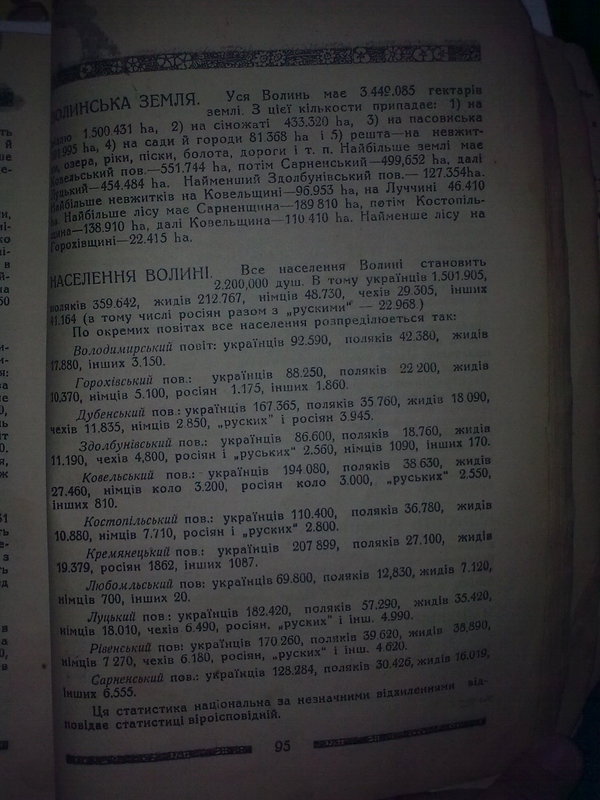 ВОЛИНСЬКА ЗЕМЛЯ. Уся Волинь має 3.449.085 гектарів
землі. З цієї кількости припадає: 1) на
1.500.431 ha, 2) на сіножаті 433.320 ha, 3) на пасовиська
995 ha, 4) на сади й городи 81.368 ha і 5) решта—на невжит-
озера, ріки, піски, болота, дороги і т. п. Найбільше землі має
Ковельський пов.—551.744 ha, потім Сарненський—499,652 ha, далі
Луцький—454.484 ha. Найменший Здолбунівський пов.— 127.354ha.
Найбільше невжитків на Ковельщині—96.953 ha, на Луччині 46.410
ha. Найбільше лісу має Сарненщина—189 810 ha, потім Костопіль-
щина—138.910 ha, далі Ковельщина—110 410 ha. Найменше лісу на
Горохівщині—22.415 ha.
НАСЕЛЕННЯ ВОЛИНІ. Все населення Волині становить
2.200,000 душ. В тому українців 1.501.905,
поляків 359.642, жидів 212.767, німців 48.730, чехів 29.305, інших
41.164 (в тому числі росіян разом з „рускими“ — 22.968.)
По окремих повітах все населення розпреділюється так:
Володимирський повіт: українців 92.590, поляків 42.380, жидів
17.880, інших 3.150.
Горохівський пов.: українців 88.250, поляків 22 200, жидів
10,370, німців 5.100, росіян 1.175, інших 1.860.
Дубенський пов: українців 167.365, поляків 35 760, жидів 18 090,
чехів 11.835, німців 2.850, „руских“ і росіян 3.945.
Здолбунівський пов.: українців 86.600, поляків 18.760, жидів
11.190, чехів 4,800, росіян і „руських“ 2.560, німців 1090, інших 170.
Ковельський пов.: українців 194.080, поляків 38.630, жидів
27.460, німців коло 3.200, росіян коло 3.000, „руських“ 2.550,
інших 810.
Костопільський пов.: українців 110.400, поляків 36.780, жидів
10.880, німців 7.710, росіян і „руских“ 2.800.
Кремянецький пов.: українців 207 899, поляків 27.100, жидів
19.379, росіян 1862, інших 1087.
Любомльський пов: українців 69.800, поляків 12,830, жидів 7.120,
німців 700, інших 20.
Луцький пов: українців 182.420, поляків 57.290, жидів 35.420,
німців 18.010, чехів 6.490, росіян, „руских“ і інш. 4.990.
Рівенський пов: українців 170 260, поляків 39 620, жидів 38,890,
німців 7 270, чехів 6.180, росіян, „руских“ і інш. 4.620.
Сарненський пов.: українців 128.284, поляків 30.426, жидів 16.019,
інших 6.555.
Ця статистика національна за незначними відхиленнями від-
повідає статистиці віроісповідній.
95